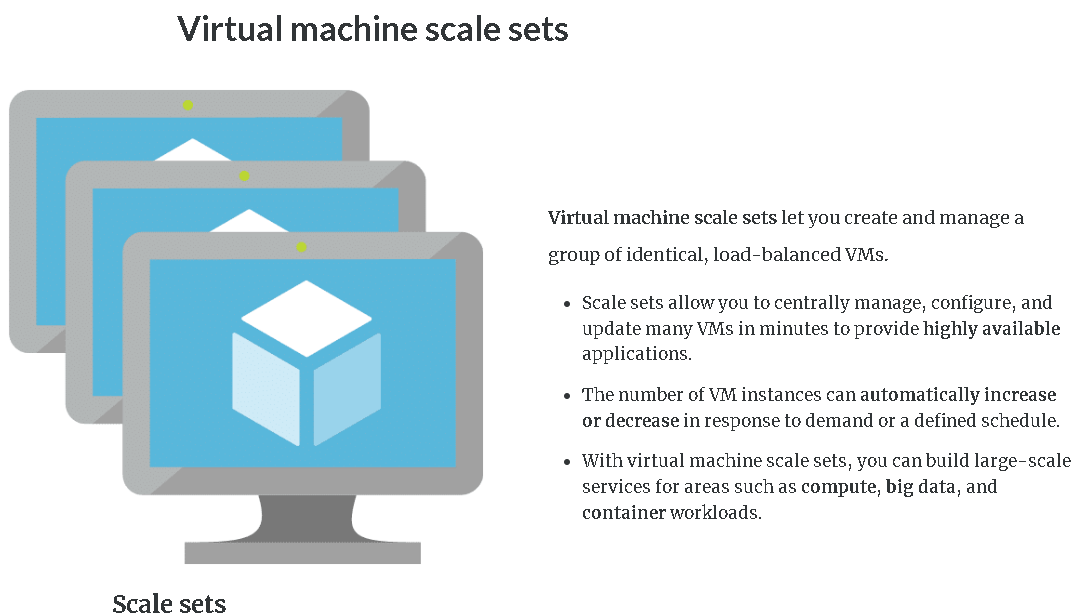 Virtual machine scale sets
Virtual machine scale sets let you create and manage a
group of identical, load-balanced VMs.
• Scale sets allow you to centrally manage, configure, and
update many VMs in minutes to provide highly available
applications.
• The number of VM instances can automatically increase
or decrease in response to demand or a defined schedule.
• With virtual machine scale sets, you can build large-scale
services for areas such as compute, big data, and
container workloads.
Scale sets